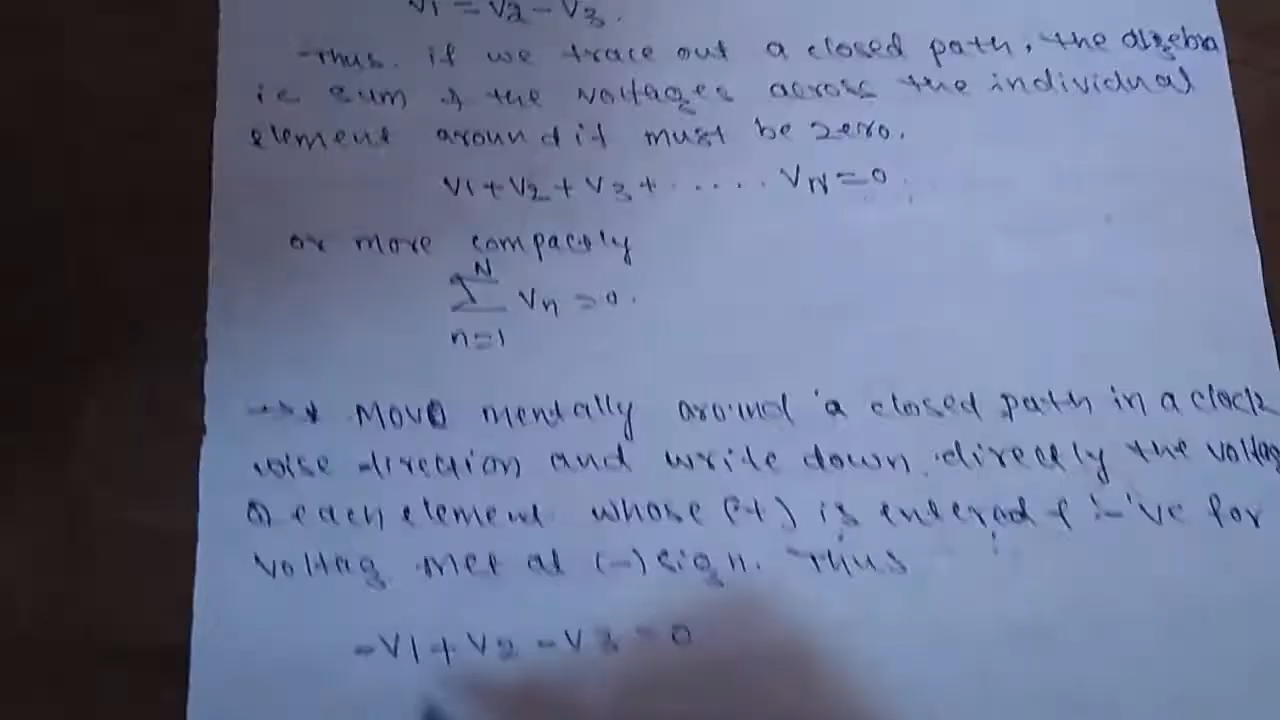 V1 = V2 - V3.
Thus. if we trace out a closed path, the algebra
ic sum of the voltages across the individual
element around it must be zero.
V1 + V2 + V3 + ..... VN = 0.
or more compactly
N
∑ Vn = 0.
n=1
→ * Move mentally around a closed path in a clock
wise direction and write down directly the voltag
of each element whose (+) is entered & -'ve for
voltag met at (-) sign. Thus
-V1 + V2 - V3 = 0